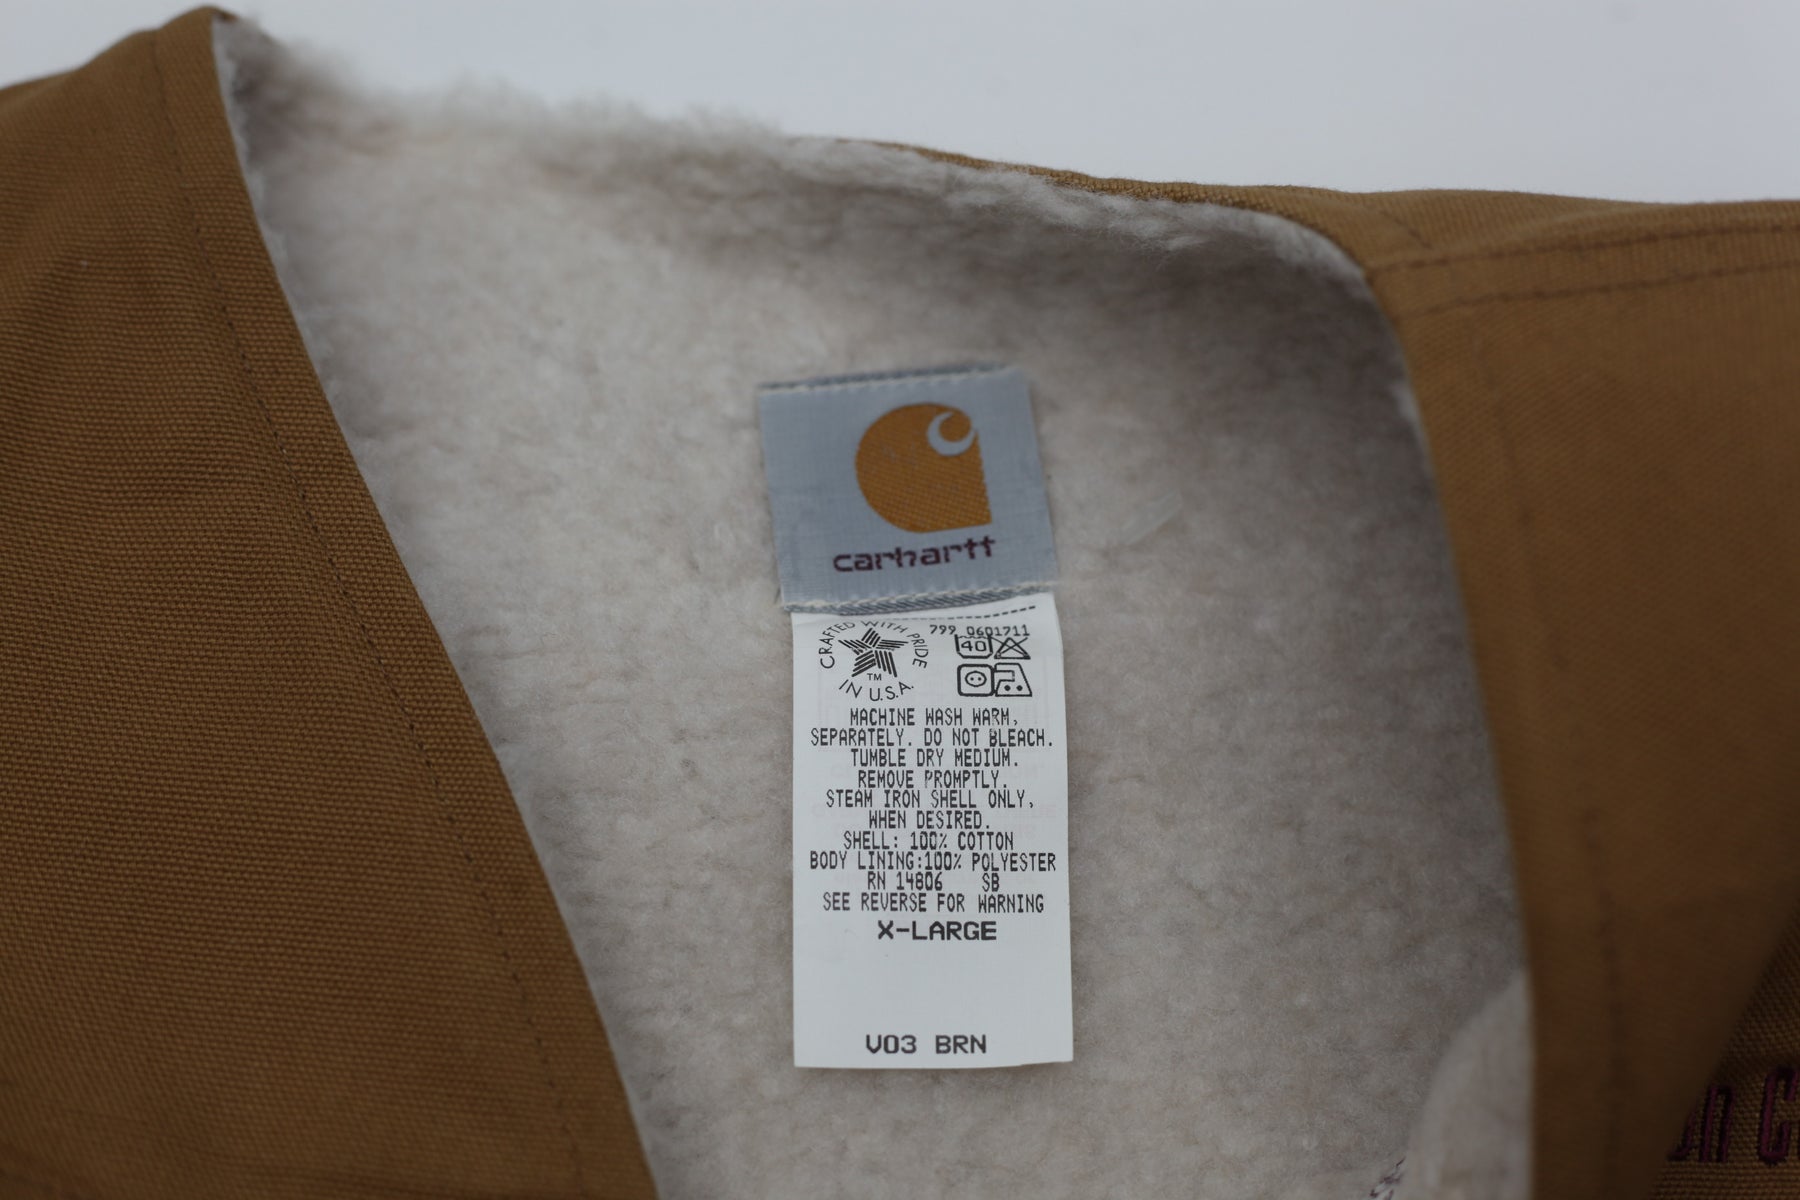 carhartt
CRAFTED WITH PRIDE
TM
IN U.S.A.
799 0601711
40
MACHINE WASH WARM,
SEPARATELY. DO NOT BLEACH.
TUMBLE DRY MEDIUM.
REMOVE PROMPTLY.
STEAM IRON SHELL ONLY,
WHEN DESIRED.
SHELL: 100% COTTON
BODY LINING:100% POLYESTER
RN 14806 SB
SEE REVERSE FOR WARNING
X-LARGE
V03 BRN